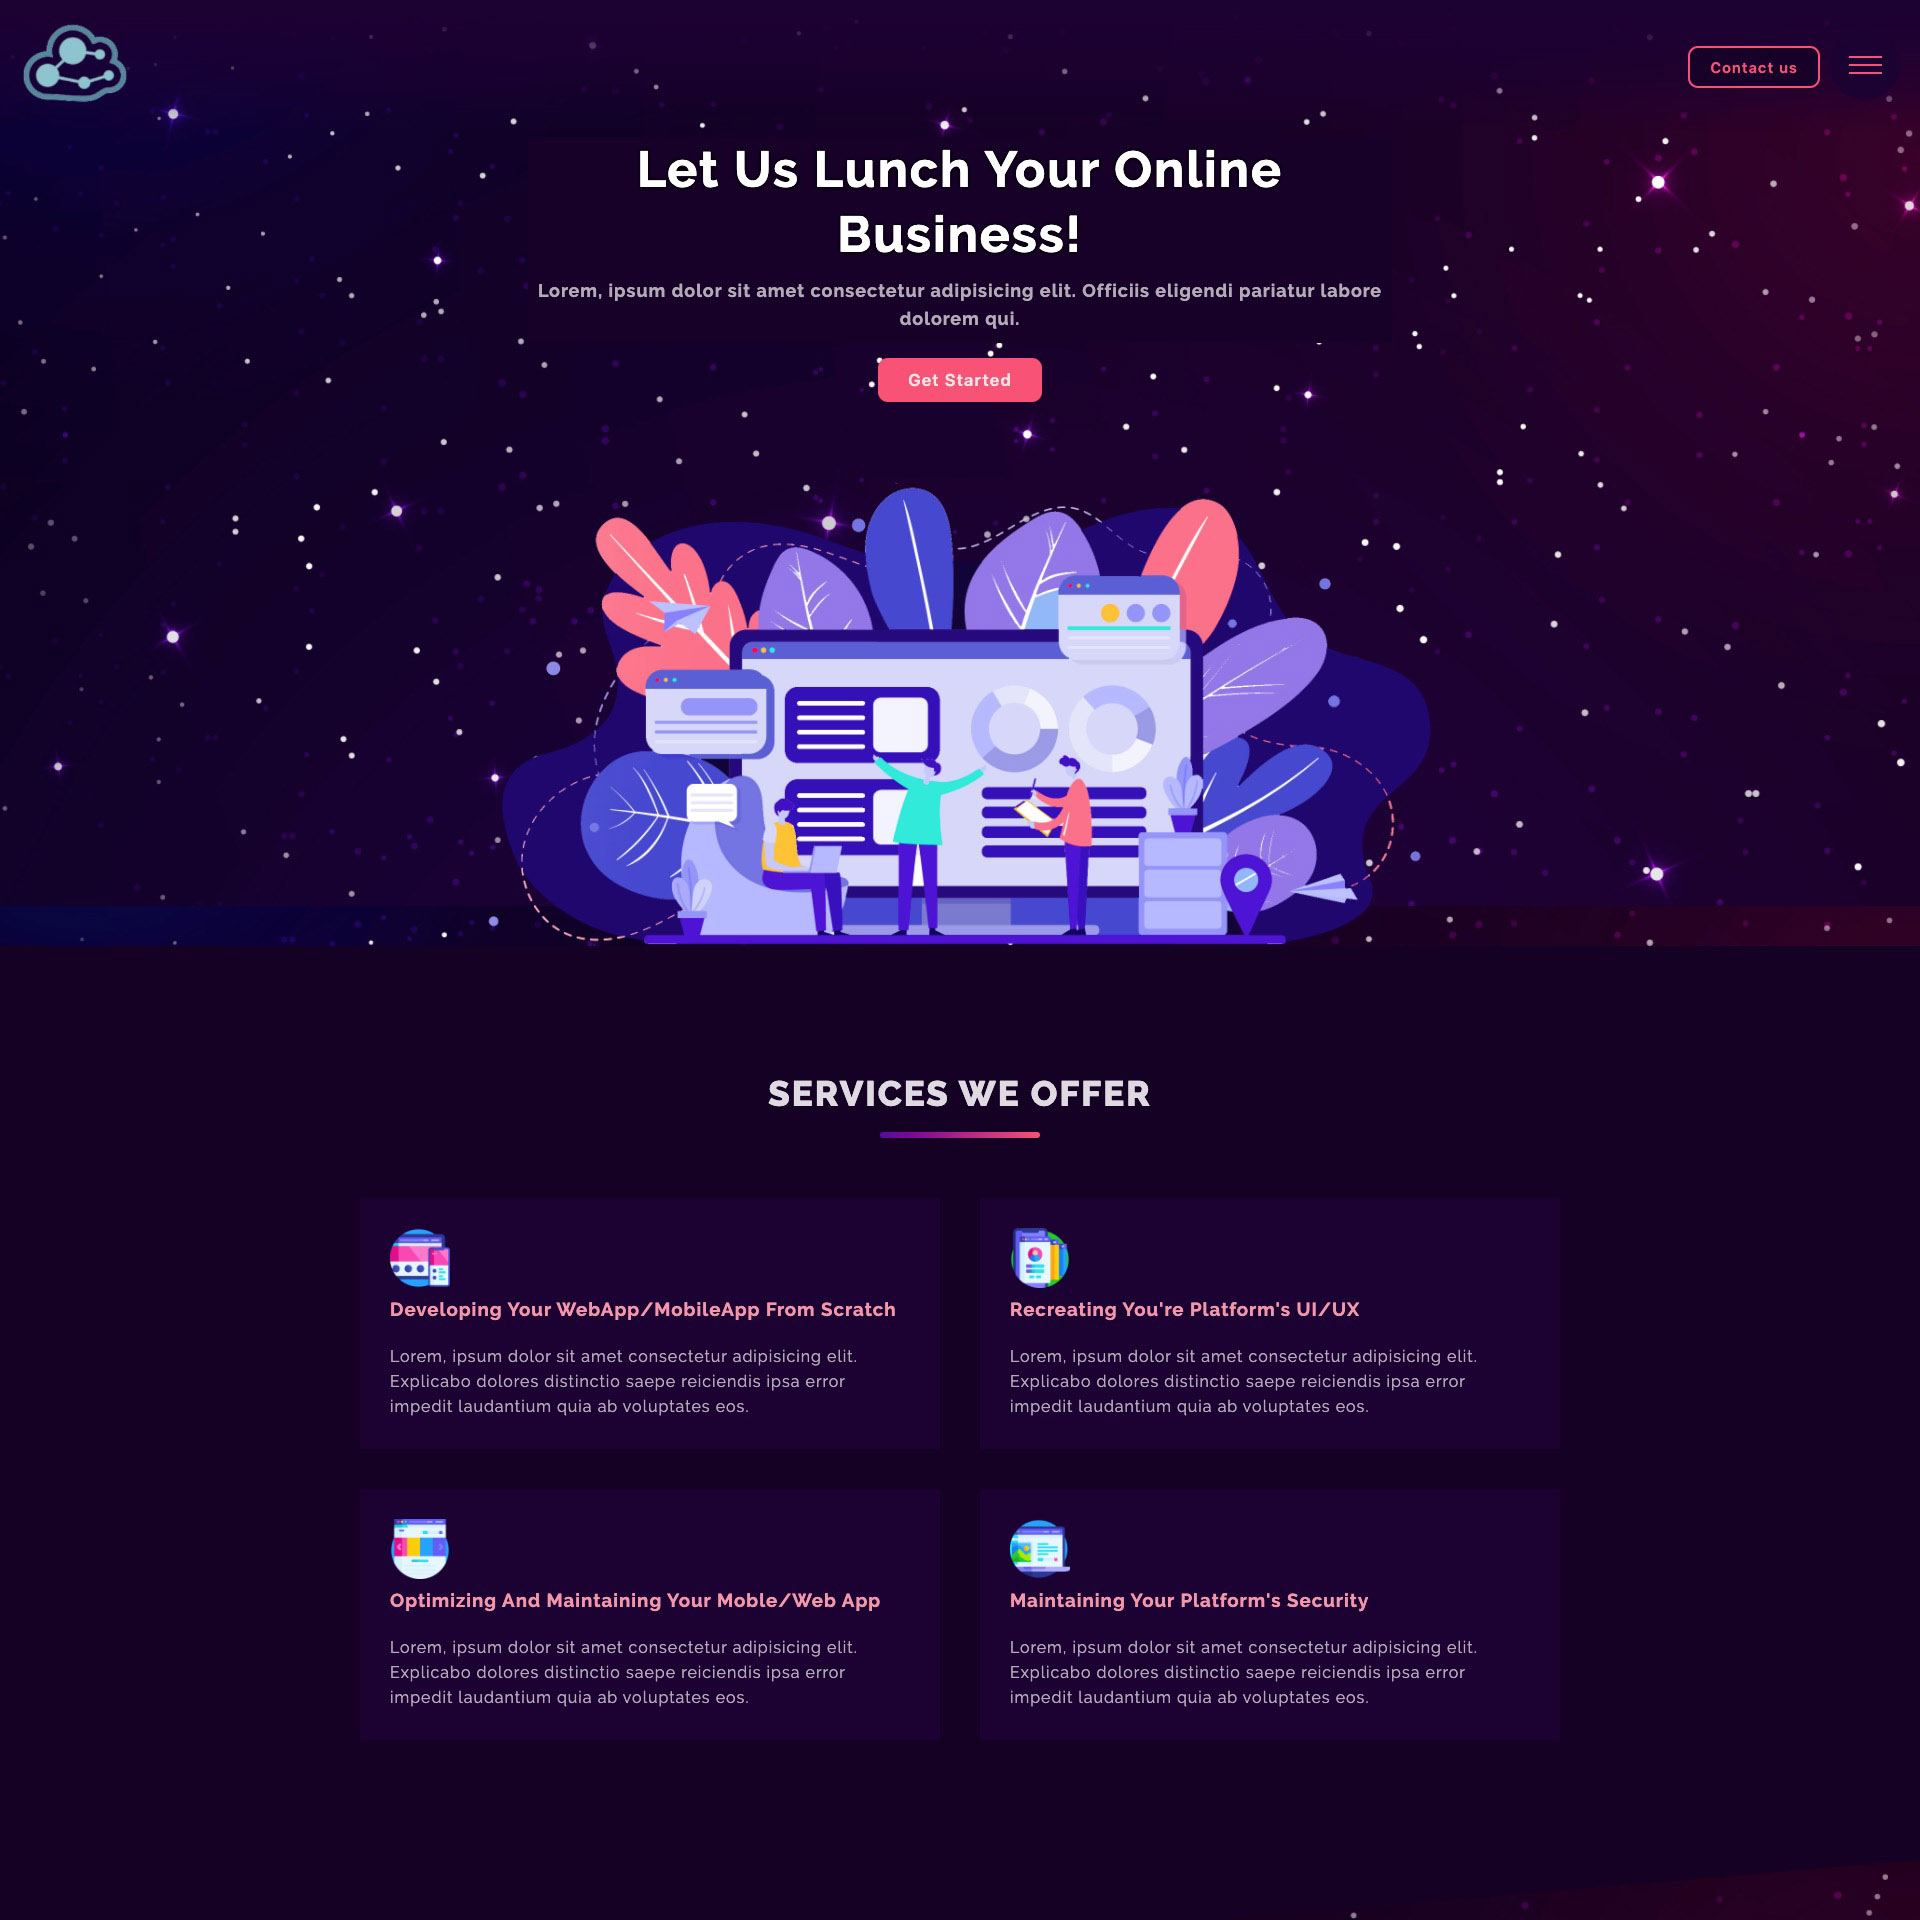 Contact us
Let Us Lunch Your Online
Business!
Lorem, ipsum dolor sit amet consectetur adipisicing elit. Officiis eligendi pariatur labore
dolorem qui.
Get Started
SERVICES WE OFFER
Developing Your WebApp/MobileApp From Scratch
Lorem, ipsum dolor sit amet consectetur adipisicing elit.
Explicabo dolores distinctio saepe reiciendis ipsa error
impedit laudantium quia ab voluptates eos.
Recreating You're Platform's UI/UX
Lorem, ipsum dolor sit amet consectetur adipisicing elit.
Explicabo dolores distinctio saepe reiciendis ipsa error
impedit laudantium quia ab voluptates eos.
Optimizing And Maintaining Your Moble/Web App
Lorem, ipsum dolor sit amet consectetur adipisicing elit.
Explicabo dolores distinctio saepe reiciendis ipsa error
impedit laudantium quia ab voluptates eos.
Maintaining Your Platform's Security
Lorem, ipsum dolor sit amet consectetur adipisicing elit.
Explicabo dolores distinctio saepe reiciendis ipsa error
impedit laudantium quia ab voluptates eos.